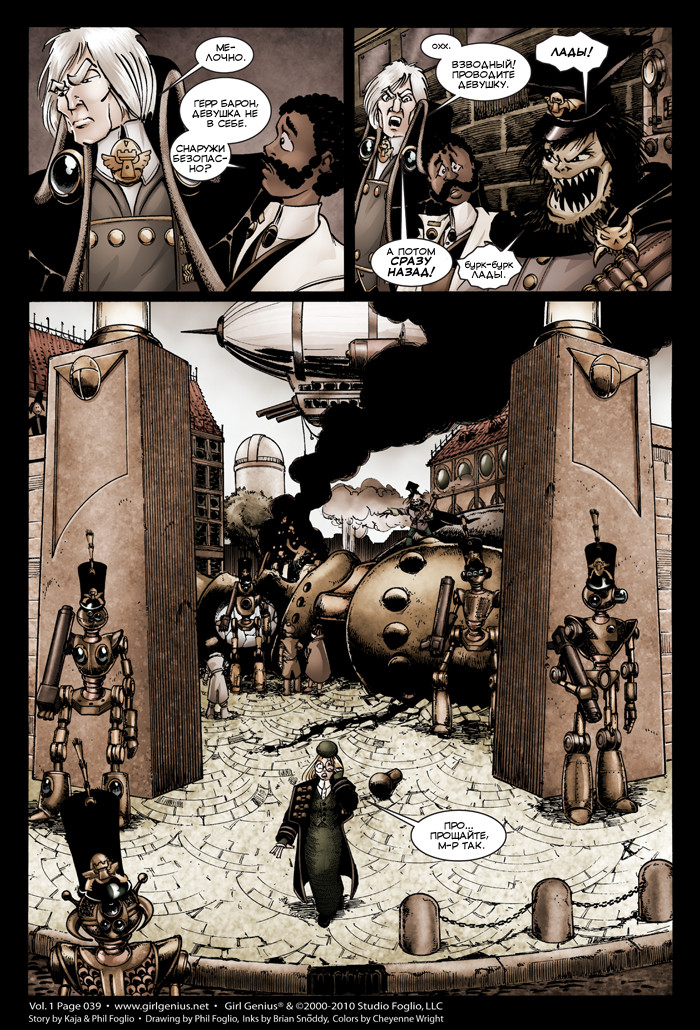 МЕ-
ЛОЧНО.
ГЕРР БАРОН,
ДЕВУШКА НЕ
В СЕБЕ.
СНАРУЖИ
БЕЗОПАС-
НО?
ОХХ.
ВЗВОДНЫЙ!
ПРОВОДИТЕ
ДЕВУШКУ.
ЛАДЫ!
А ПОТОМ
СРАЗУ
НАЗАД!
БУРК-БУРК
ЛАДЫ.
ПРО...
ПРОЩАЙТЕ,
М-Р ТАК.
Vol. 1 Page 039 • www.girlgenius.net • Girl Genius® & ©2000-2010 Studio Foglio, LLC
Story by Kaja & Phil Foglio • Drawing by Phil Foglio, Inks by Brian Snōddy, Colors by Cheyenne Wright